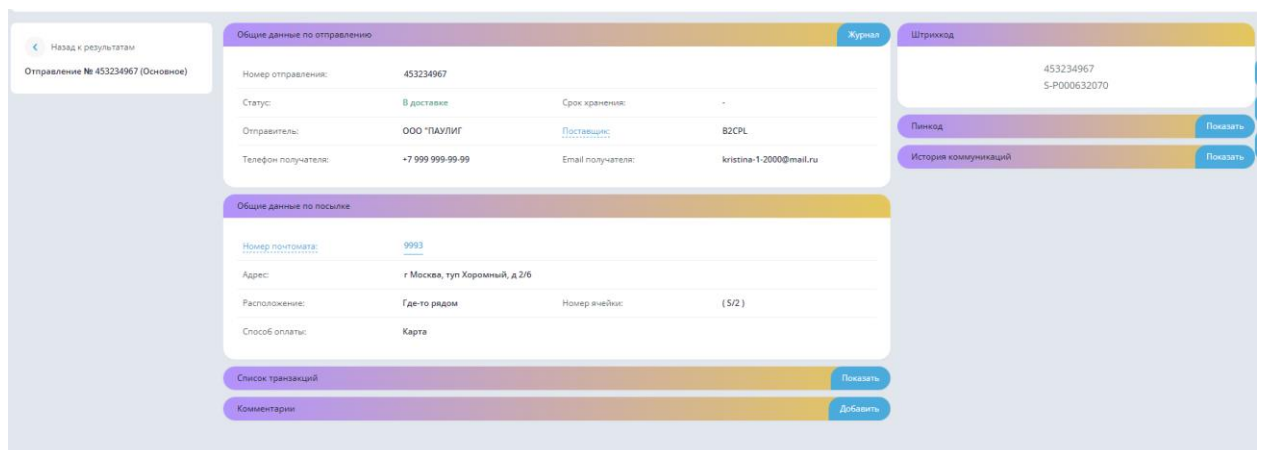 Назад к результатам
Отправление № 453234967 (Основное)
Общие данные по отправлению
Журнал
Номер отправления: 453234967
Статус: В доставке Срок хранения: -
Отправитель: ООО "ПАУЛИГ Поставщик: B2CPL
Телефон получателя: +7 999 999-99-99 Email получателя: kristina-1-2000@mail.ru
Общие данные по посылке
Номер почтомата: 9993
Адрес: г Москва, туп Хоромный, д 2/6
Расположение: Где-то рядом Номер ячейки: ( S/2 )
Способ оплаты: Карта
Список транзакций Показать
Комментарии Добавить
Штрихкод
453234967
S-P000632070
Пинкод Показать
История коммуникаций Показать